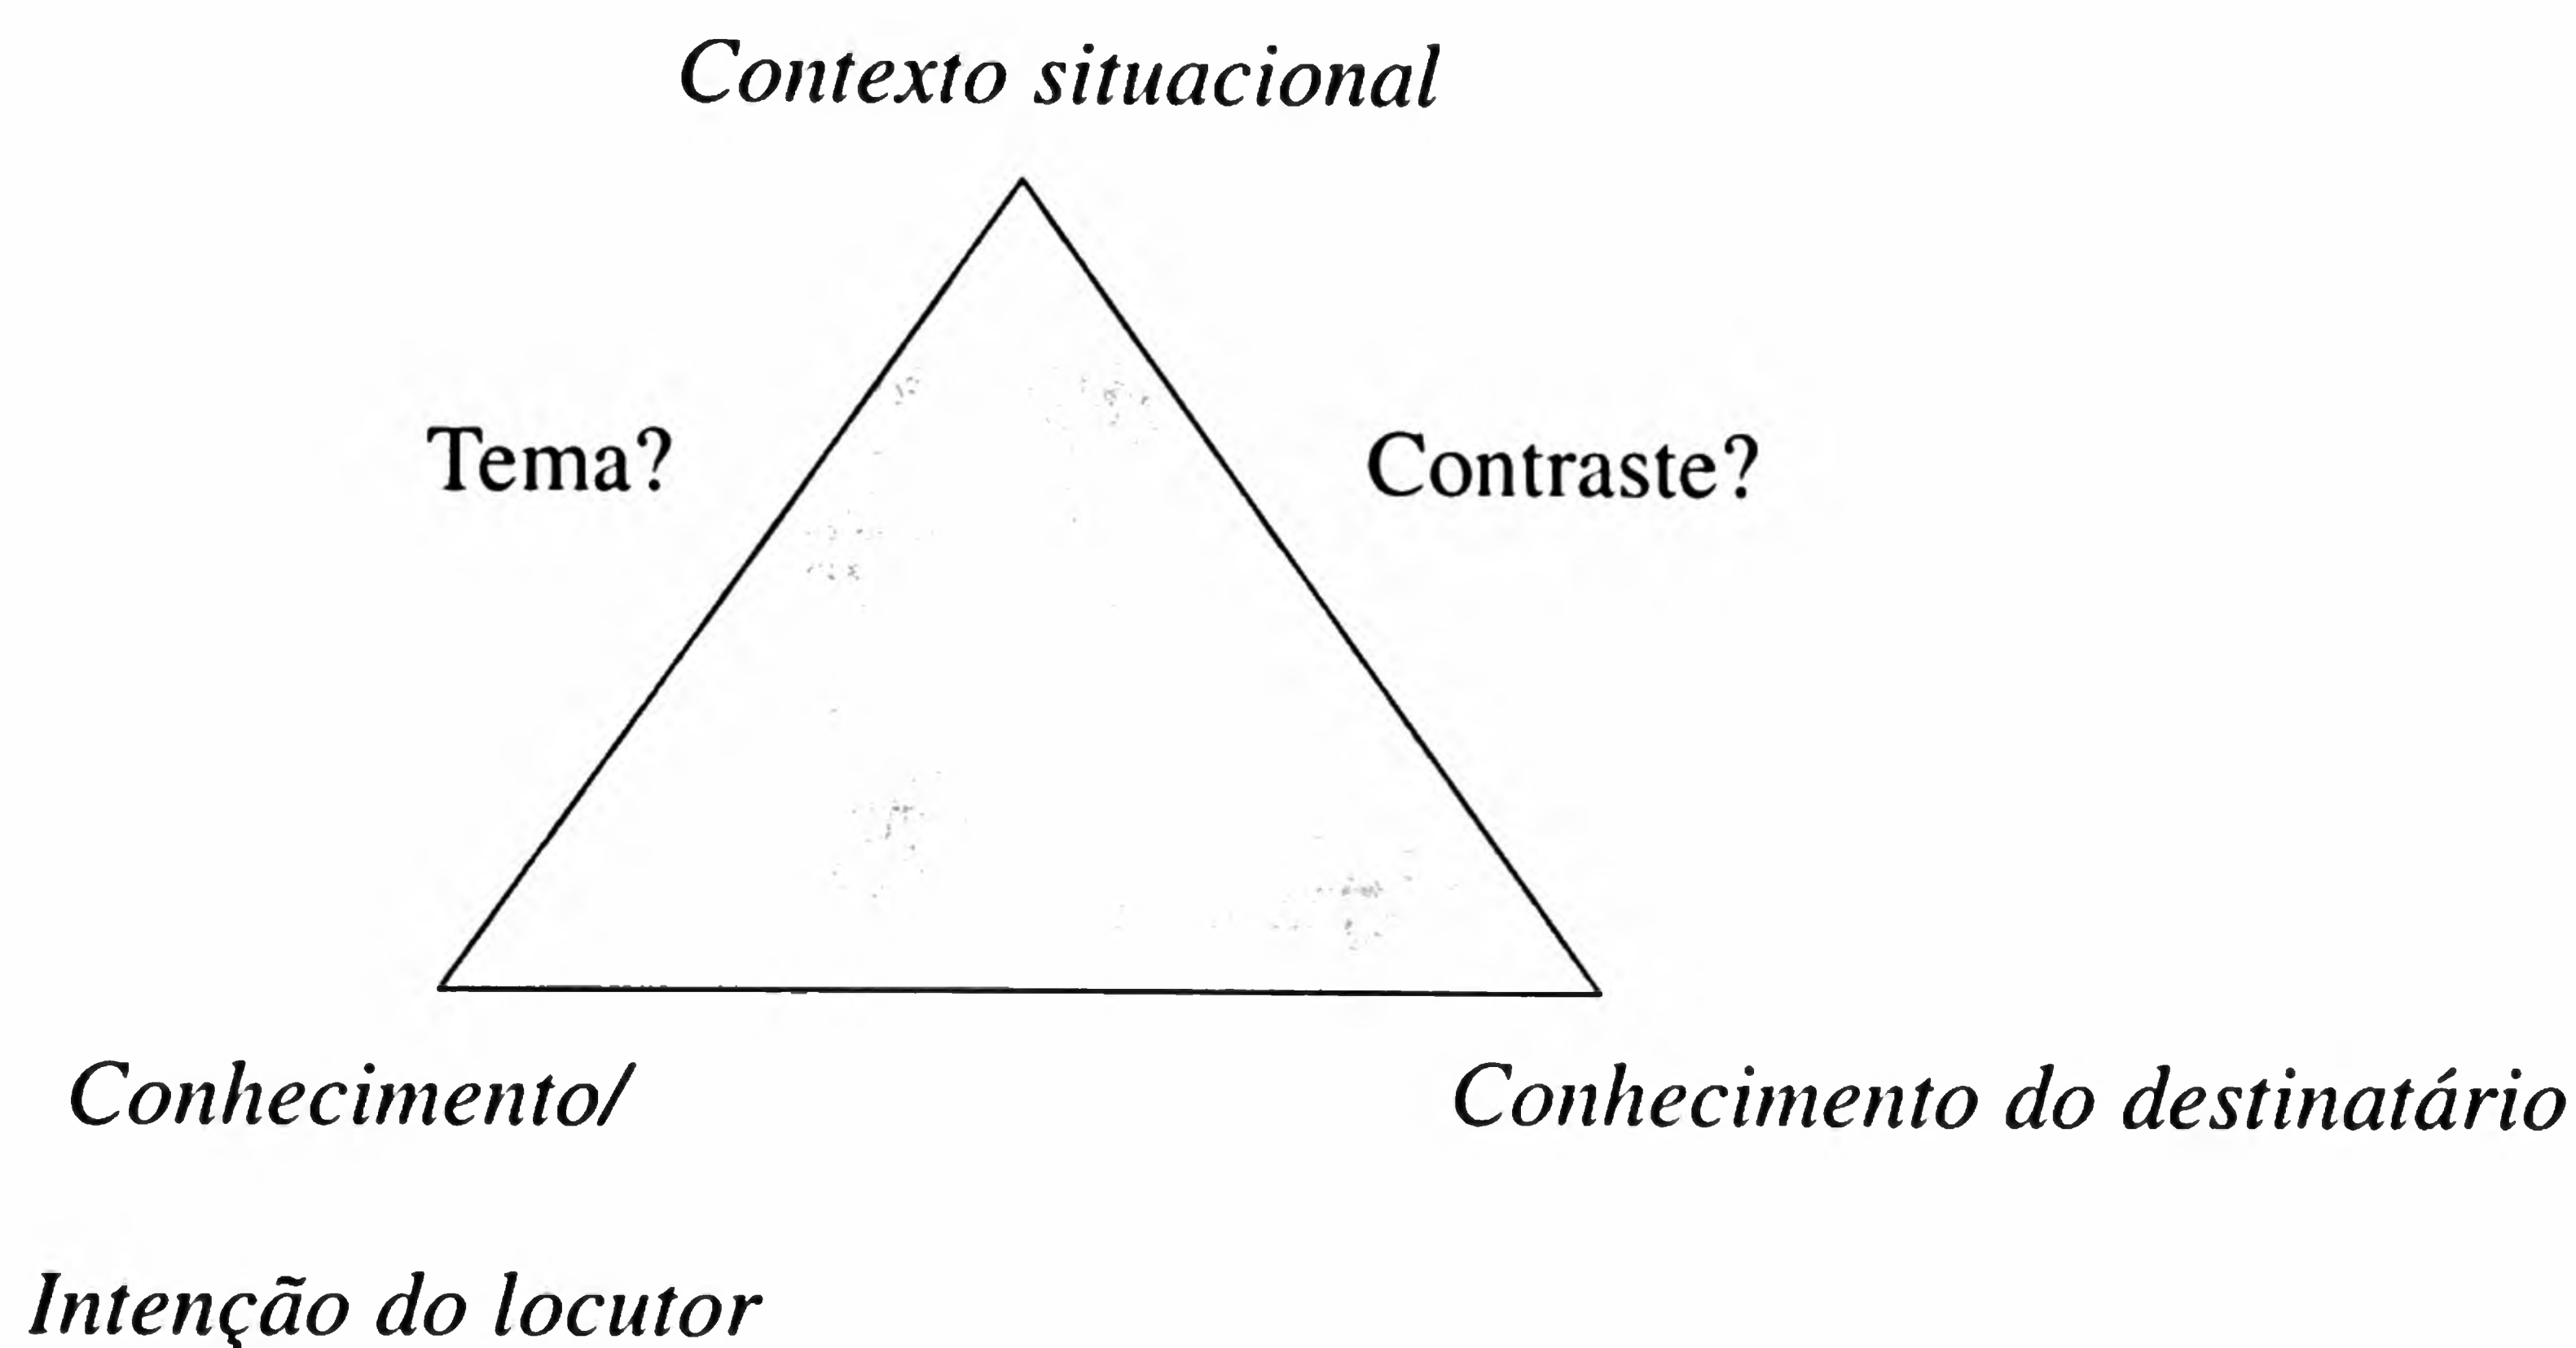 Contexto situacional
Tema?
Contraste?
Conhecimento/
Conhecimento do destinatário
Intenção do locutor